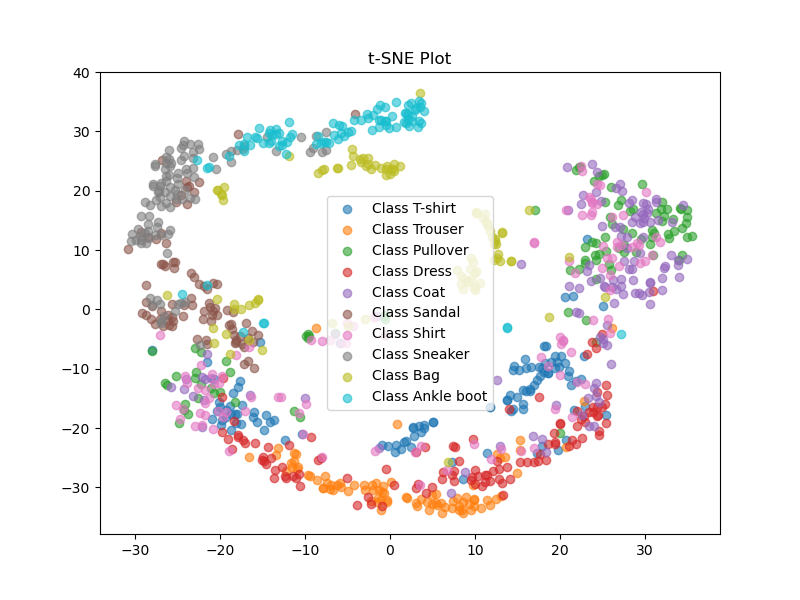 t-SNE Plot
40
30
20
10
0
−10
−20
−30
Class T-shirt
Class Trouser
Class Pullover
Class Dress
Class Coat
Class Sandal
Class Shirt
Class Sneaker
Class Bag
Class Ankle boot
−30 −20 −10 0 10 20 30